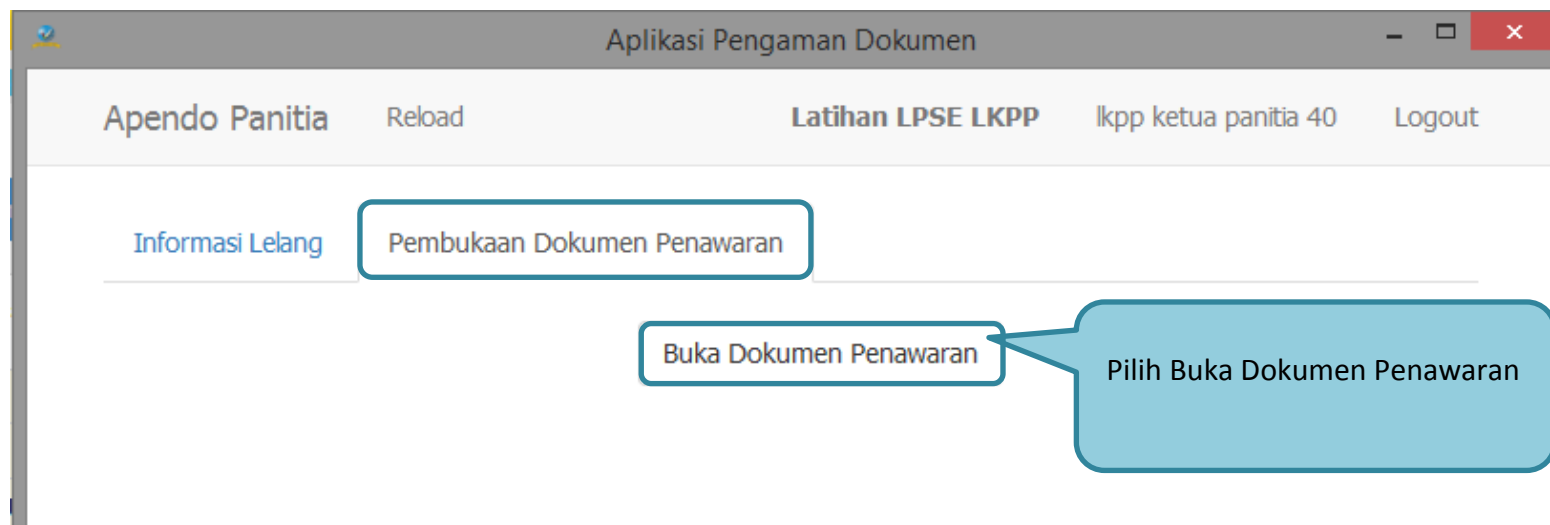 Aplikasi Pengaman Dokumen
Apendo Panitia Reload Latihan LPSE LKPP lkpp ketua panitia 40 Logout
Informasi Lelang Pembukaan Dokumen Penawaran
Buka Dokumen Penawaran
Pilih Buka Dokumen Penawaran